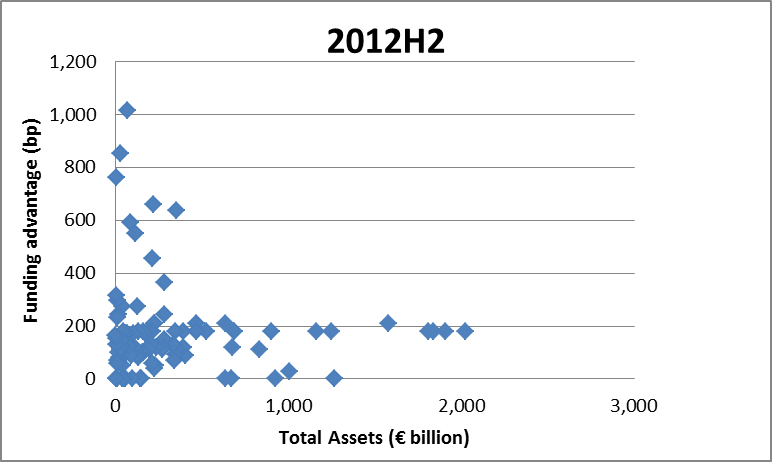 2012H2
1,200
1,000
800
600
400
200
0
Funding advantage (bp)
0 1,000 2,000 3,000
Total Assets (€ billion)